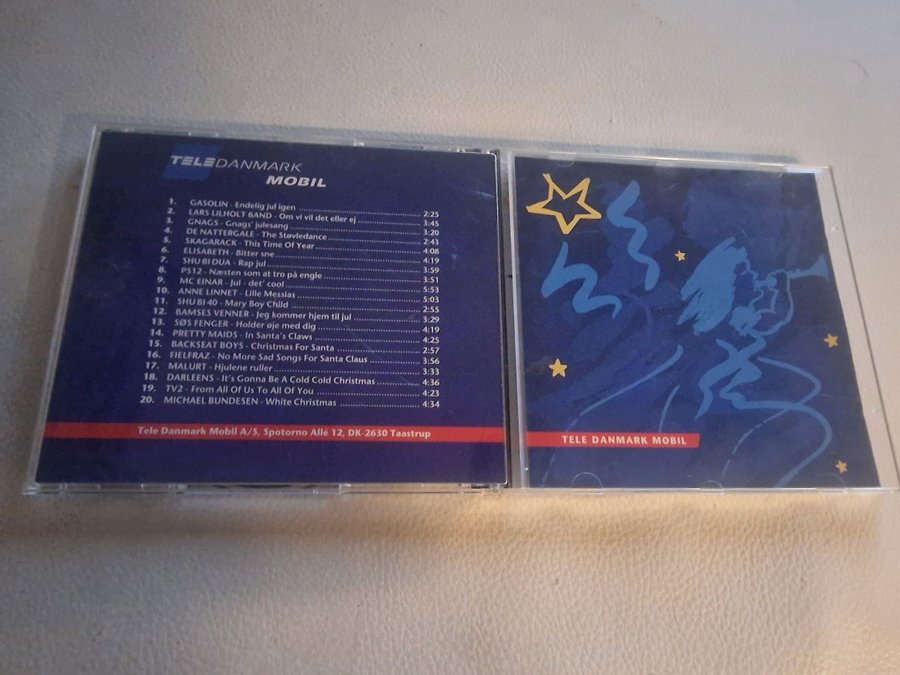 TELEDANMARK
MOBIL
1. GASOLIN - Endelig jul igen 2:25
2. LARS LILHOLT BAND - Om vi vil det eller ej 3:45
3. GNAGS - Gnags' julesang 3:20
4. DE NATTERGALE - The Støvledance 2:43
5. SKAGARACK - This Time Of Year 4:08
6. ELISABETH - Bitter sne 4:19
7. SHU BI DUA - Rap jul 3:59
8. PS12 - Næsten som at tro på engle 3:51
9. MC EINAR - Jul - det' cool 5:53
10. ANNE LINNET - Lille Messias 5:03
11. SHU BI 40 - Mary Boy Child 2:55
12. BAMSES VENNER - Jeg kommer hjem til jul 3:29
13. SØS FENGER - Holder øje med dig 4:19
14. PRETTY MAIDS - In Santa's Claws 4:25
15. BACKSEAT BOYS - Christmas For Santa 2:57
16. FIELFRAZ - No More Sad Songs For Santa Claus 3:56
17. MALURT - Hjulene ruller 3:33
18. DARLEENS - It's Gonna Be A Cold Cold Christmas 4:36
19. TV2 - From All Of Us To All Of You 4:23
20. MICHAEL BUNDESEN - White Christmas 4:34
Tele Danmark Mobil A/S, Spotorno Allé 12, DK-2630 Taastrup
TELE DANMARK MOBIL